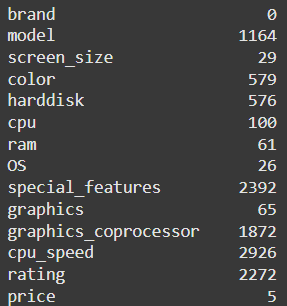 brand 0
model 1164
screen_size 29
color 579
harddisk 576
cpu 100
ram 61
OS 26
special_features 2392
graphics 65
graphics_coprocessor 1872
cpu_speed 2926
rating 2272
price 5